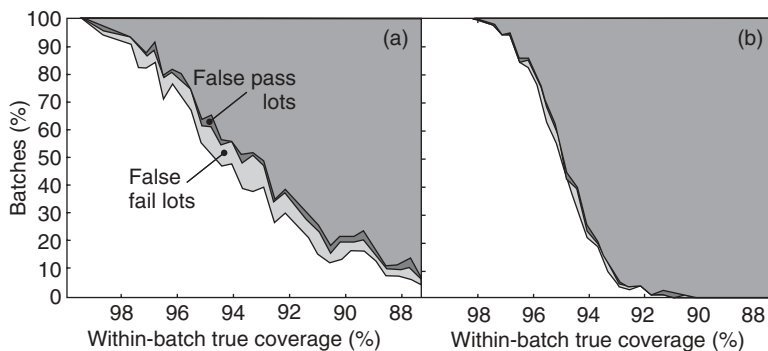 100
90
80
70
60
50
40
30
20
10
0
Batches (%)
(a)
False pass
lots
False
fail lots
98 96 94 92 90 88
Within-batch true coverage (%)
(b)
98 96 94 92 90 88
Within-batch true coverage (%)